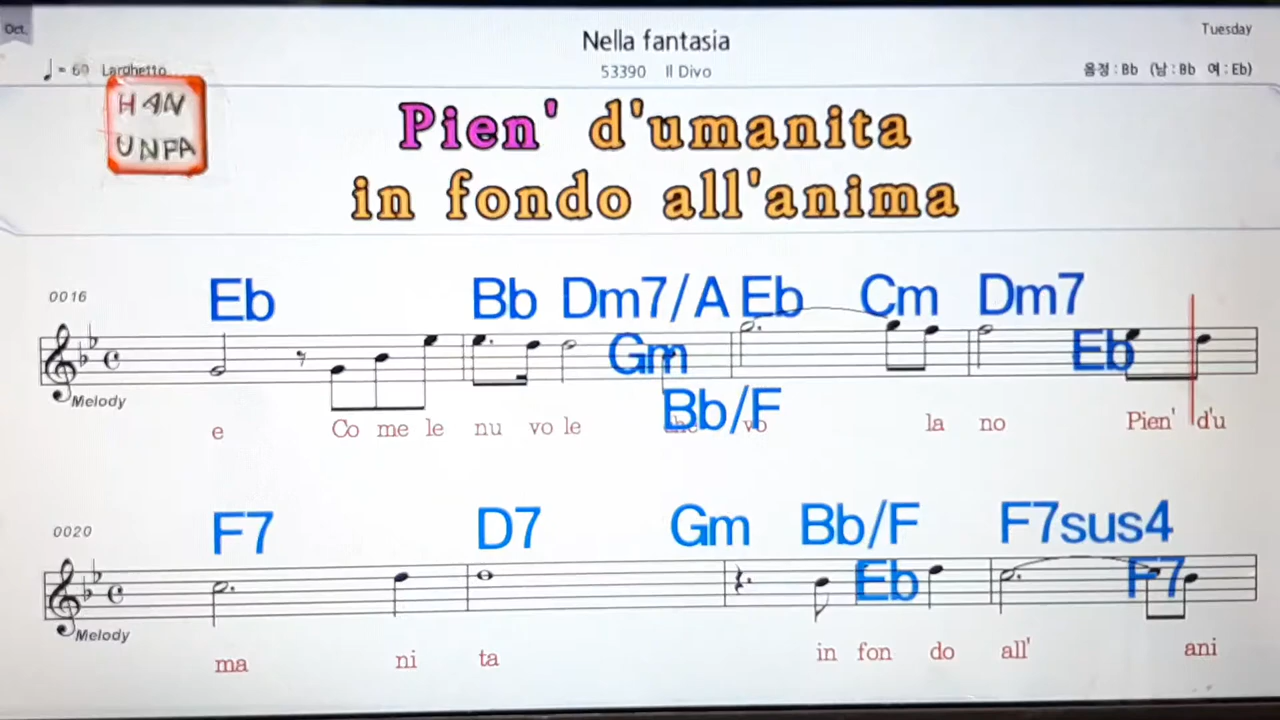 Oct.
Nella fantasia
Tuesday
♩ = 60 Larghetto
53390 Il Divo
음정 : Bb (남 : Bb 여 : Eb)
HAN
UNFA
Pien' d'umanita
in fondo all'anima
0016
Eb Bb Dm7/A Eb Cm Dm7
Gm Eb
Melody
Bb/F
e Co me le nu vo le che vo la no Pien' d'u
0020
F7 D7 Gm Bb/F F7sus4
Eb F7
Melody
ma ni ta in fon do all' ani